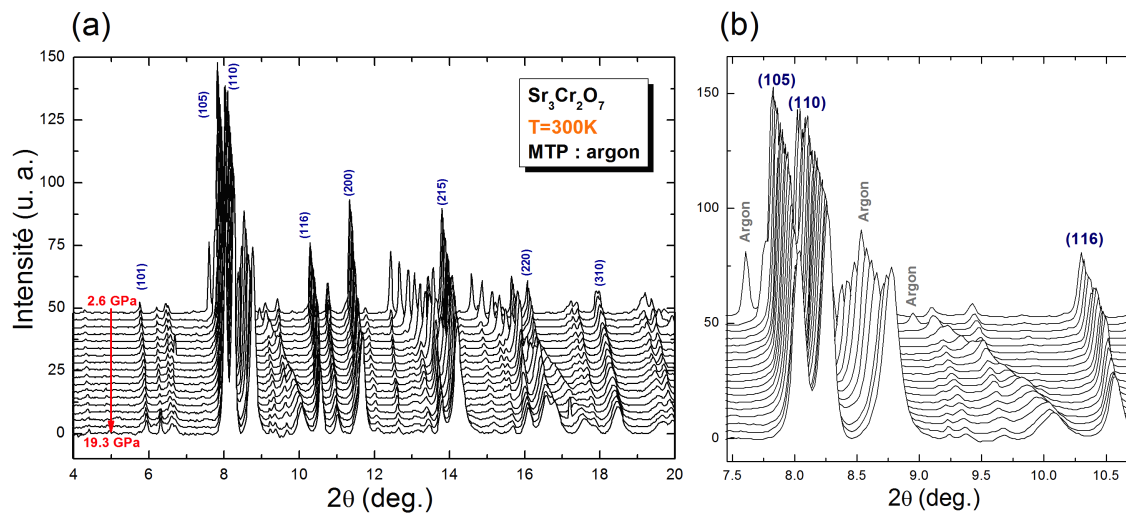 (a)
(b)
150
125
100
75
50
25
0
Intensité (u. a.)
4
6
8
10
12
14
16
18
20
2θ (deg.)
(101)
(105)
(110)
(116)
(200)
(215)
(220)
(310)
2.6 GPa
19.3 GPa
Sr₃Cr₂O₇
T=300K
MTP : argon
150
100
50
0
7.5
8.0
8.5
9.0
9.5
10.0
10.5
2θ (deg.)
Argon
(105)
(110)
Argon
Argon
(116)